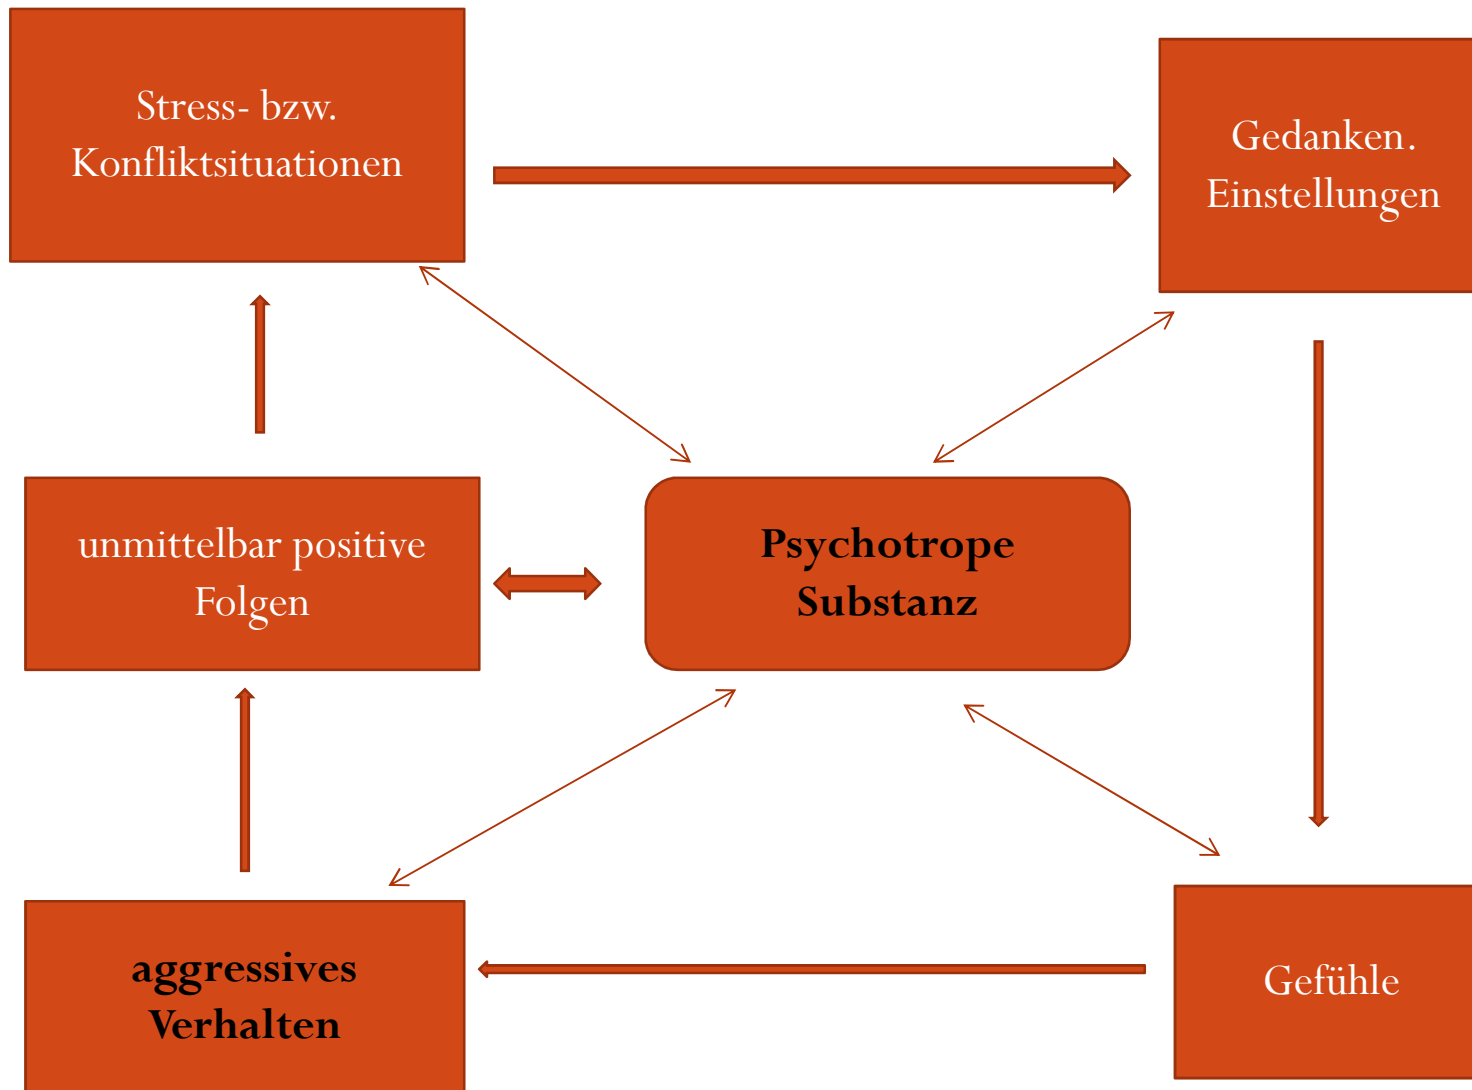 Stress- bzw.
Konfliktsituationen
Gedanken.
Einstellungen
unmittelbar positive
Folgen
Psychotrope
Substanz
aggressives
Verhalten
Gefühle